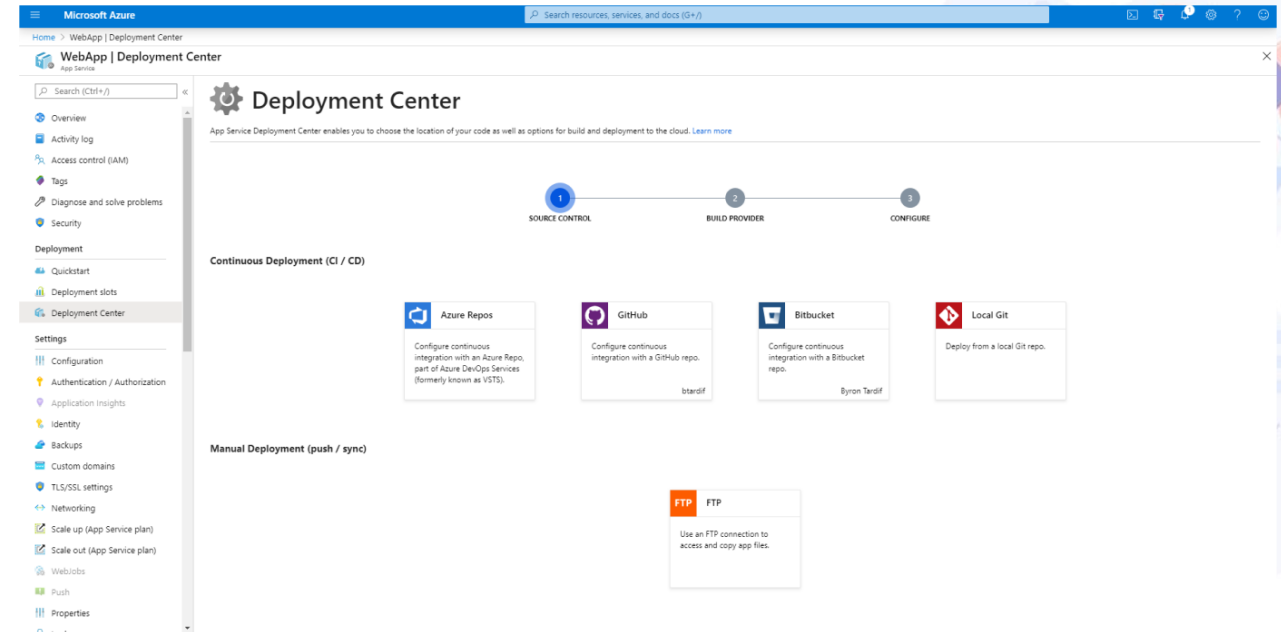 Microsoft Azure
Search resources, services, and docs (G+/)
1
Home > WebApp | Deployment Center
WebApp | Deployment Center
App Service
Search (Ctrl+/)
Overview
Activity log
Access control (IAM)
Tags
Diagnose and solve problems
Security
Deployment
Quickstart
Deployment slots
Deployment Center
Settings
Configuration
Authentication / Authorization
Application Insights
Identity
Backups
Custom domains
TLS/SSL settings
Networking
Scale up (App Service plan)
Scale out (App Service plan)
WebJobs
Push
Properties
Deployment Center
App Service Deployment Center enables you to choose the location of your code as well as options for build and deployment to the cloud. Learn more
1
SOURCE CONTROL
2
BUILD PROVIDER
3
CONFIGURE
Continuous Deployment (CI / CD)
Azure Repos
Configure continuous
integration with an Azure Repo,
part of Azure DevOps Services
(formerly known as VSTS).
GitHub
Configure continuous
integration with a GitHub repo.
btardif
Bitbucket
Configure continuous
integration with a Bitbucket
repo.
Byron Tardif
Local Git
Deploy from a local Git repo.
Manual Deployment (push / sync)
FTP FTP
Use an FTP connection to
access and copy app files.